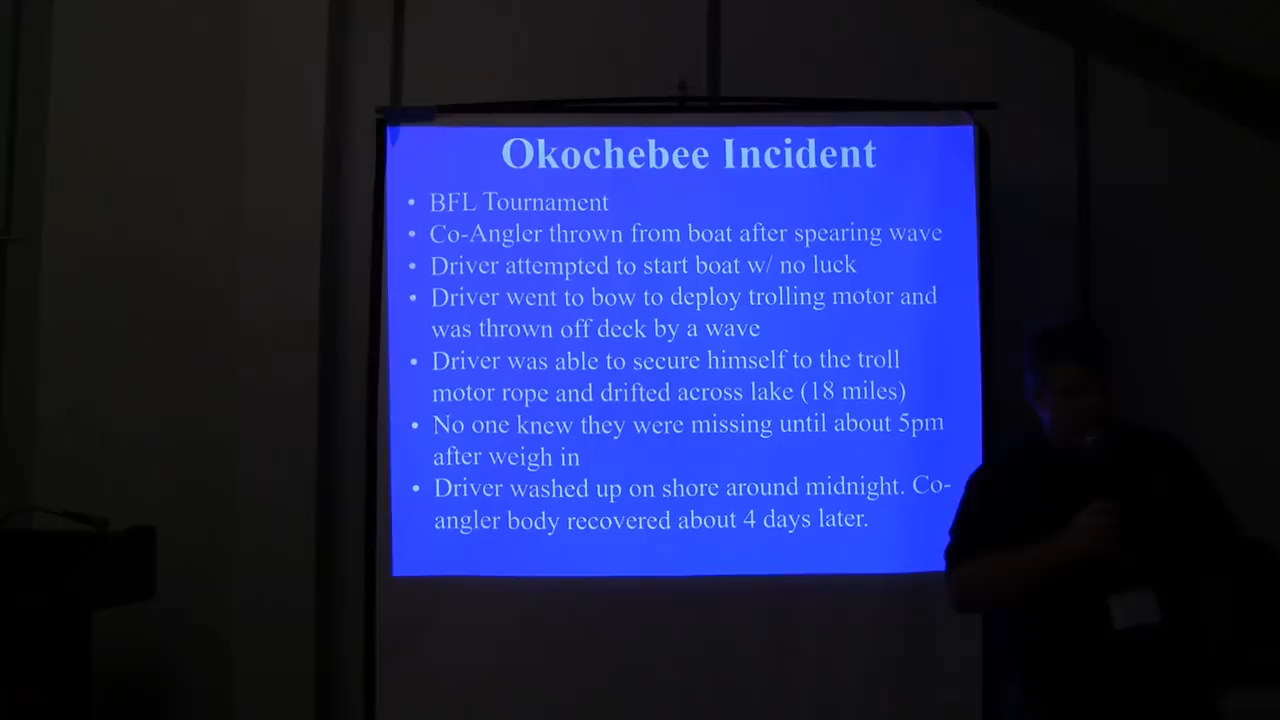 Okochebee Incident
• BFL Tournament
• Co-Angler thrown from boat after spearing wave
• Driver attempted to start boat w/ no luck
• Driver went to bow to deploy trolling motor and
was thrown off deck by a wave
• Driver was able to secure himself to the troll
motor rope and drifted across lake (18 miles)
• No one knew they were missing until about 5pm
after weigh in
• Driver washed up on shore around midnight. Co-
angler body recovered about 4 days later.